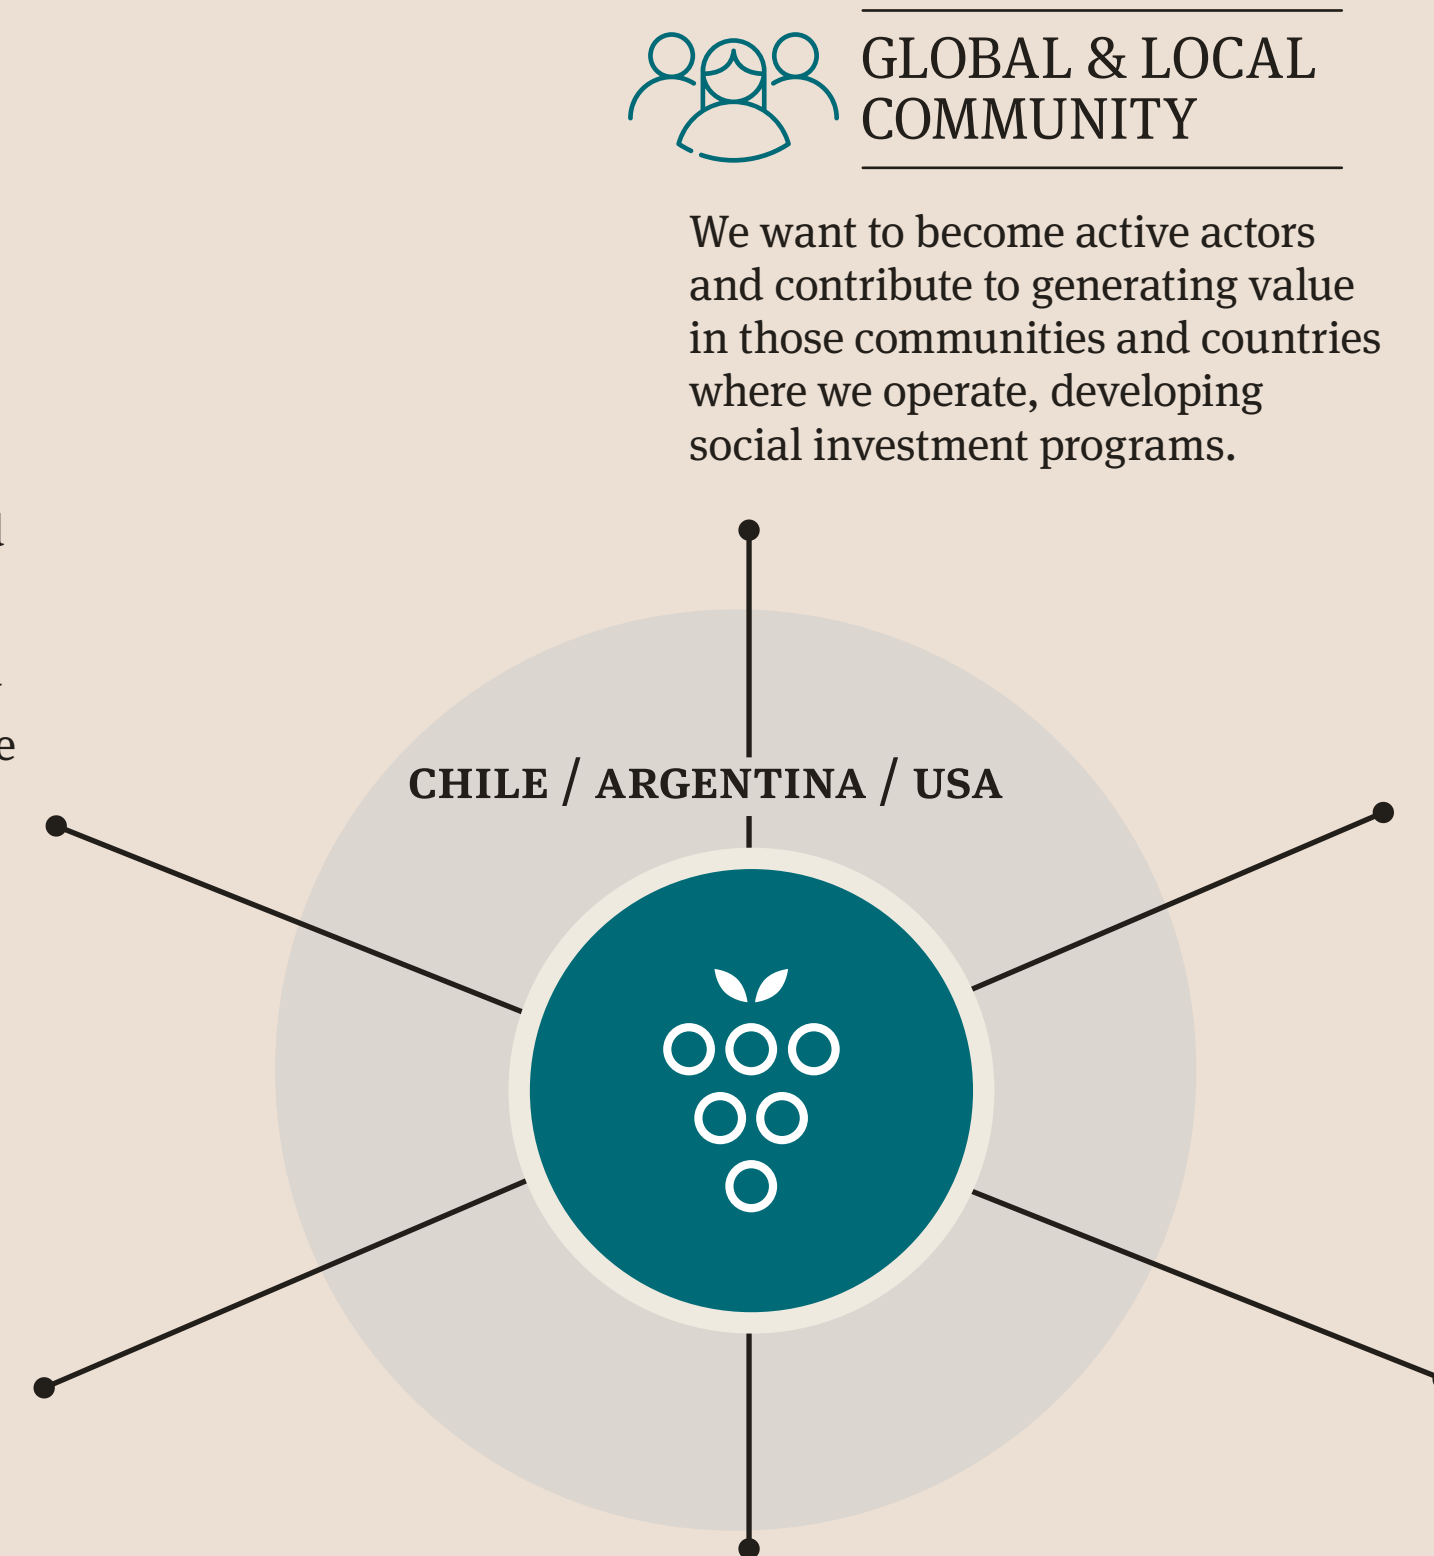 GLOBAL & LOCAL
COMMUNITY
We want to become active actors
and contribute to generating value
in those communities and countries
where we operate, developing
social investment programs.
CHILE / ARGENTINA / USA